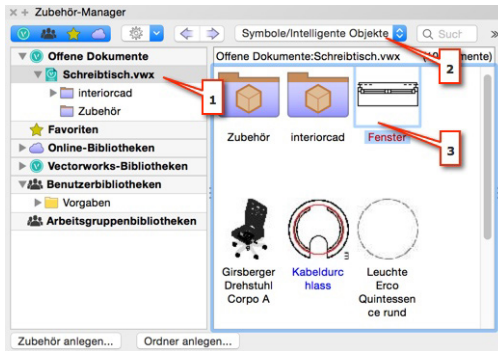 Zubehör-Manager
Symbole/Intelligente Objekte
Such
Offene Dokumente
Schreibtisch.vwx
interiorcad
Zubehör
Favoriten
Online-Bibliotheken
Vectorworks-Bibliotheken
Benutzerbibliotheken
Vorgaben
Arbeitsgruppenbibliotheken
1
Offene Dokumente:Schreibtisch.vwx
2
Zubehör
interiorcad
Fenster
3
Girsberger
Drehstuhl
Corpo A
Kabeldurc
hlass
Leuchte
Erco
Quintessen
ce rund
Zubehör anlegen...
Ordner anlegen...